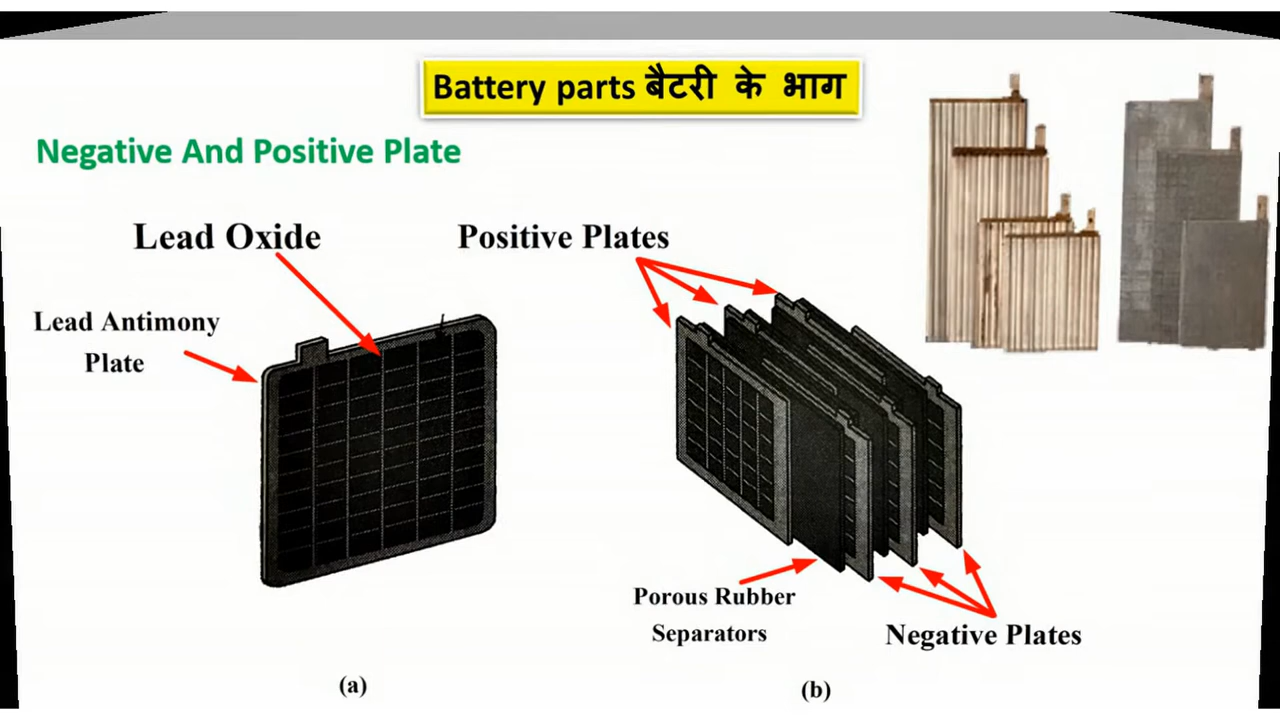 Battery parts बैटरी के भाग
Negative And Positive Plate
Lead Oxide
Positive Plates
Lead Antimony
Plate
Porous Rubber
Separators
Negative Plates
(a)
(b)